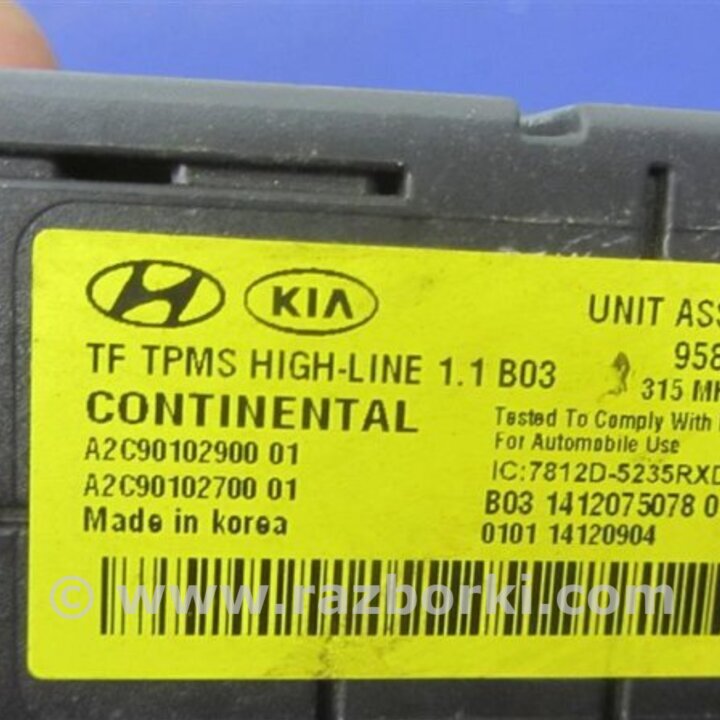 KIA
UNIT ASS
TF TPMS HIGH-LINE 1.1 B03
958
315 MH
CONTINENTAL
Tested To Comply With
For Automobile Use
A2C90102900 01
A2C90102700 01
IC:7812D-5235RXD
B03 1412075078 0
Made in korea
0101 14120904
© www.razborki.com